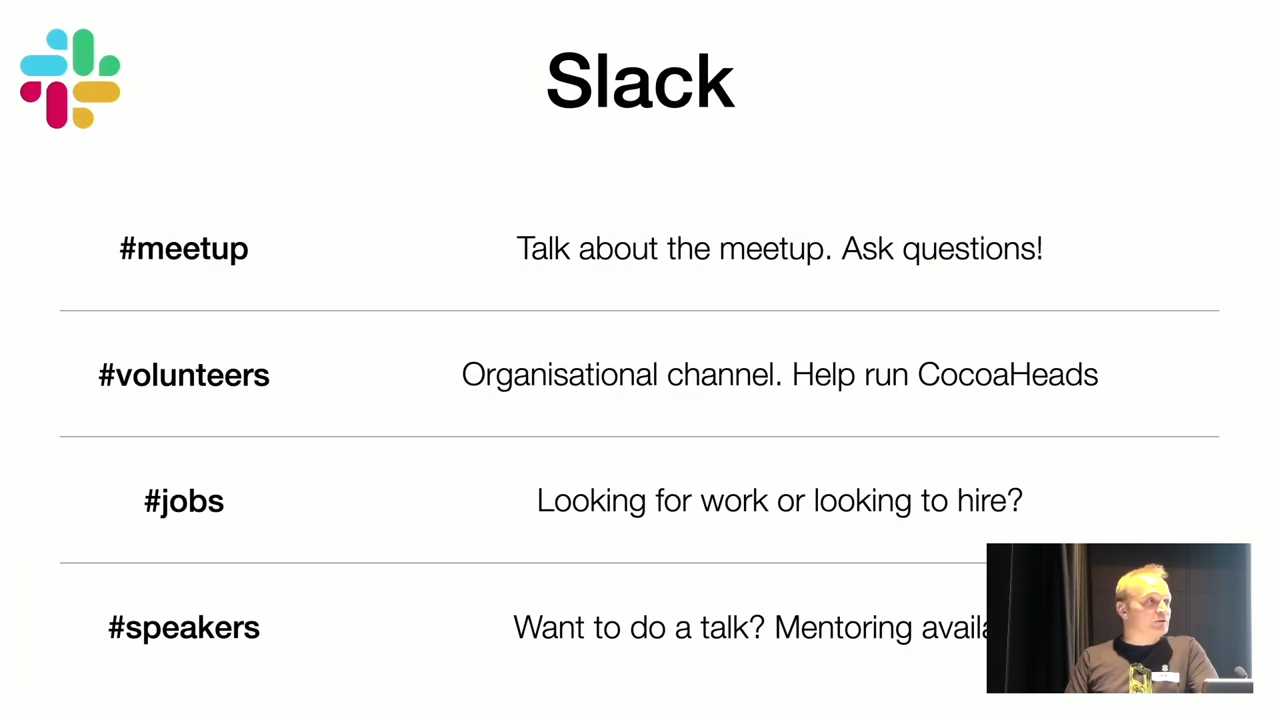 Slack
#meetup
Talk about the meetup. Ask questions!
#volunteers
Organisational channel. Help run CocoaHeads
#jobs
Looking for work or looking to hire?
#speakers
Want to do a talk? Mentoring